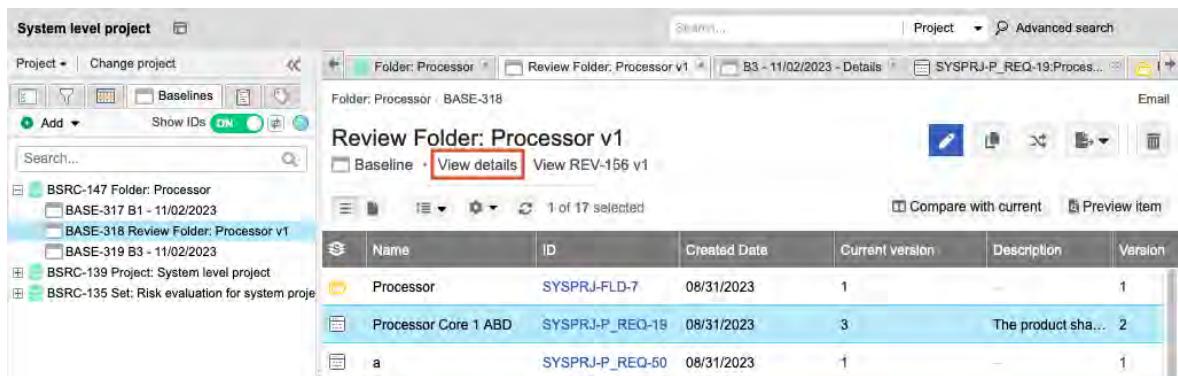 System level project
Search... Project Advanced search
Project Change project
Folder: Processor Review Folder: Processor v1 B3 - 11/02/2023 - Details SYSPRJ-P_REQ-19:Proces...
Baselines
Folder: Processor BASE-318 Email
Add Show IDs ON
Review Folder: Processor v1
Search...
Baseline · View details View REV-156 v1
BSRC-147 Folder: Processor
BASE-317 B1 - 11/02/2023
BASE-318 Review Folder: Processor v1
BASE-319 B3 - 11/02/2023
BSRC-139 Project: System level project
BSRC-135 Set: Risk evaluation for system proje
1 of 17 selected Compare with current Preview item
Name ID Created Date Current version Description Version
Processor SYSPRJ-FLD-7 08/31/2023 1 1
Processor Core 1 ABD SYSPRJ-P_REQ-19 08/31/2023 3 The product sha... 2
a SYSPRJ-P_REQ-50 08/31/2023 1 1